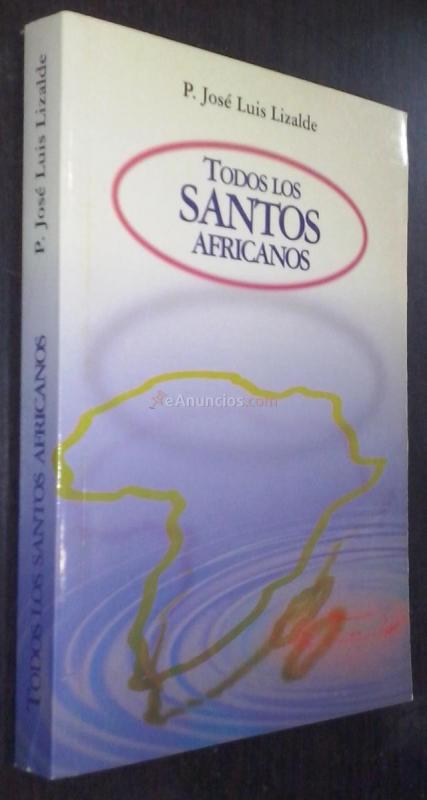 P. José Luis Lizalde
TODOS LOS
SANTOS
AFRICANOS
eAnuncios.com
TODOS LOS SANTOS AFRICANOS
P. José Luis Lizalde